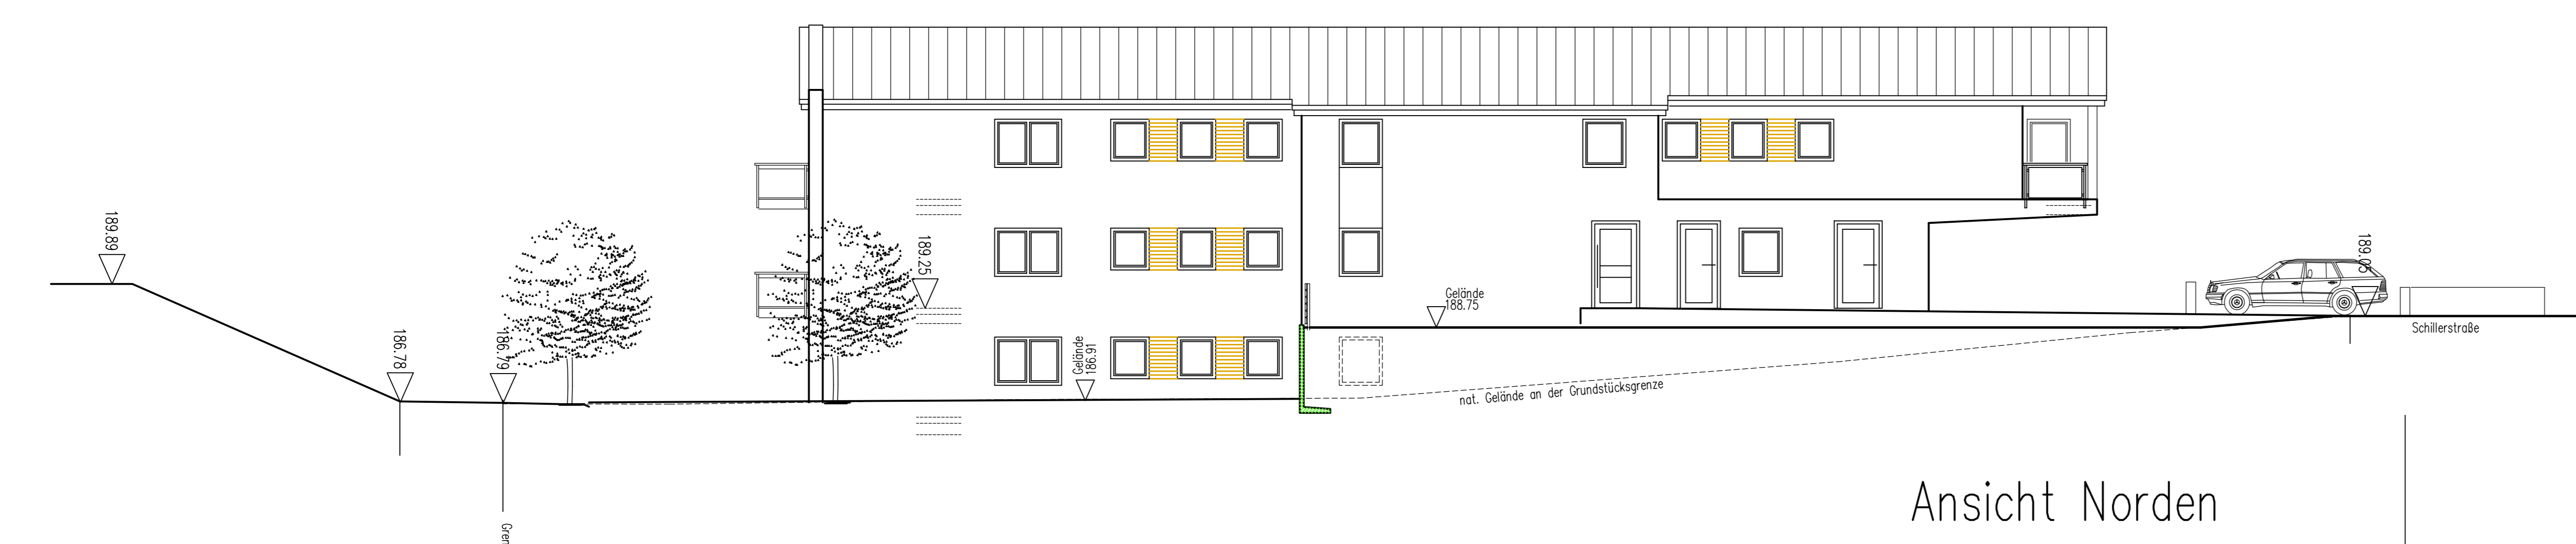 189.89
186.78
186.79
189.25
Gelände
186.91
Gelände
188.75
nat. Gelände an der Grundstücksgrenze
189.05
Schillerstraße
Gren
Ansicht Norden